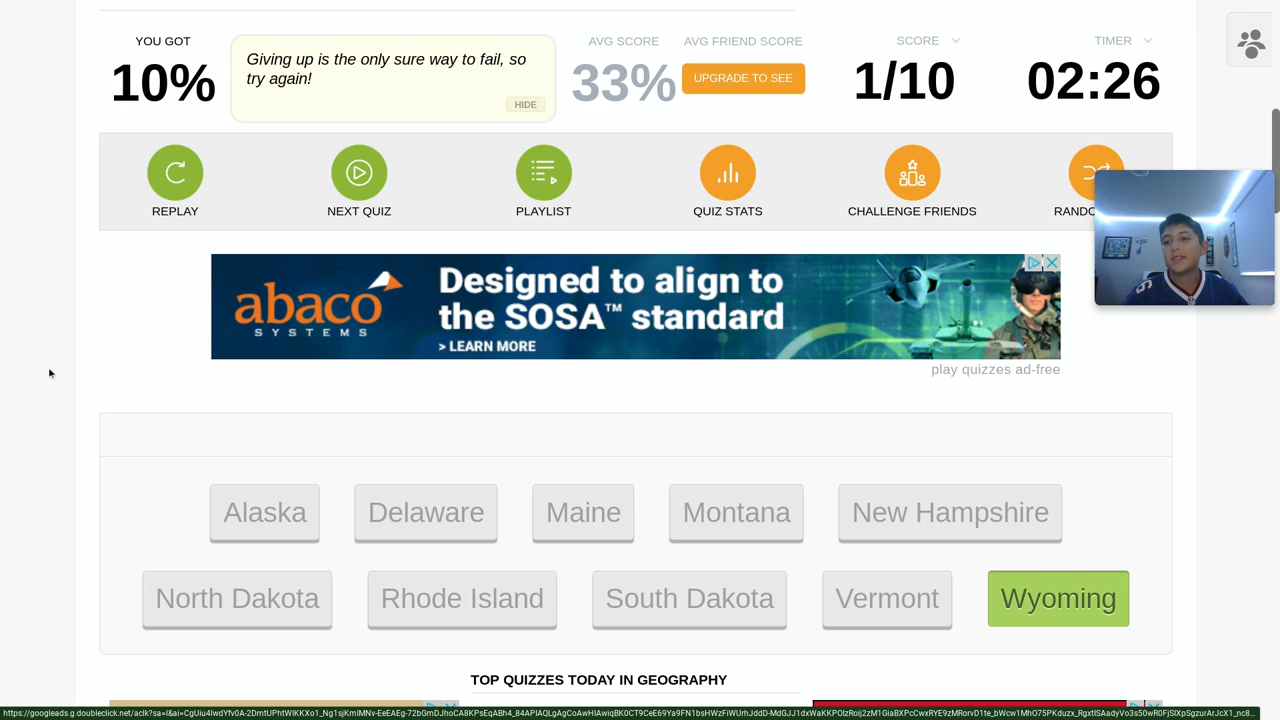 YOU GOT
10%
Giving up is the only sure way to fail, so
try again!
HIDE
AVG SCORE
33%
AVG FRIEND SCORE
UPGRADE TO SEE
SCORE
1/10
TIMER
02:26
REPLAY
NEXT QUIZ
PLAYLIST
QUIZ STATS
CHALLENGE FRIENDS
abaco
SYSTEMS
Designed to align to
the SOSA™ standard
> LEARN MORE
play quizzes ad-free
Alaska
Delaware
Maine
Montana
New Hampshire
North Dakota
Rhode Island
South Dakota
Vermont
Wyoming
TOP QUIZZES TODAY IN GEOGRAPHY